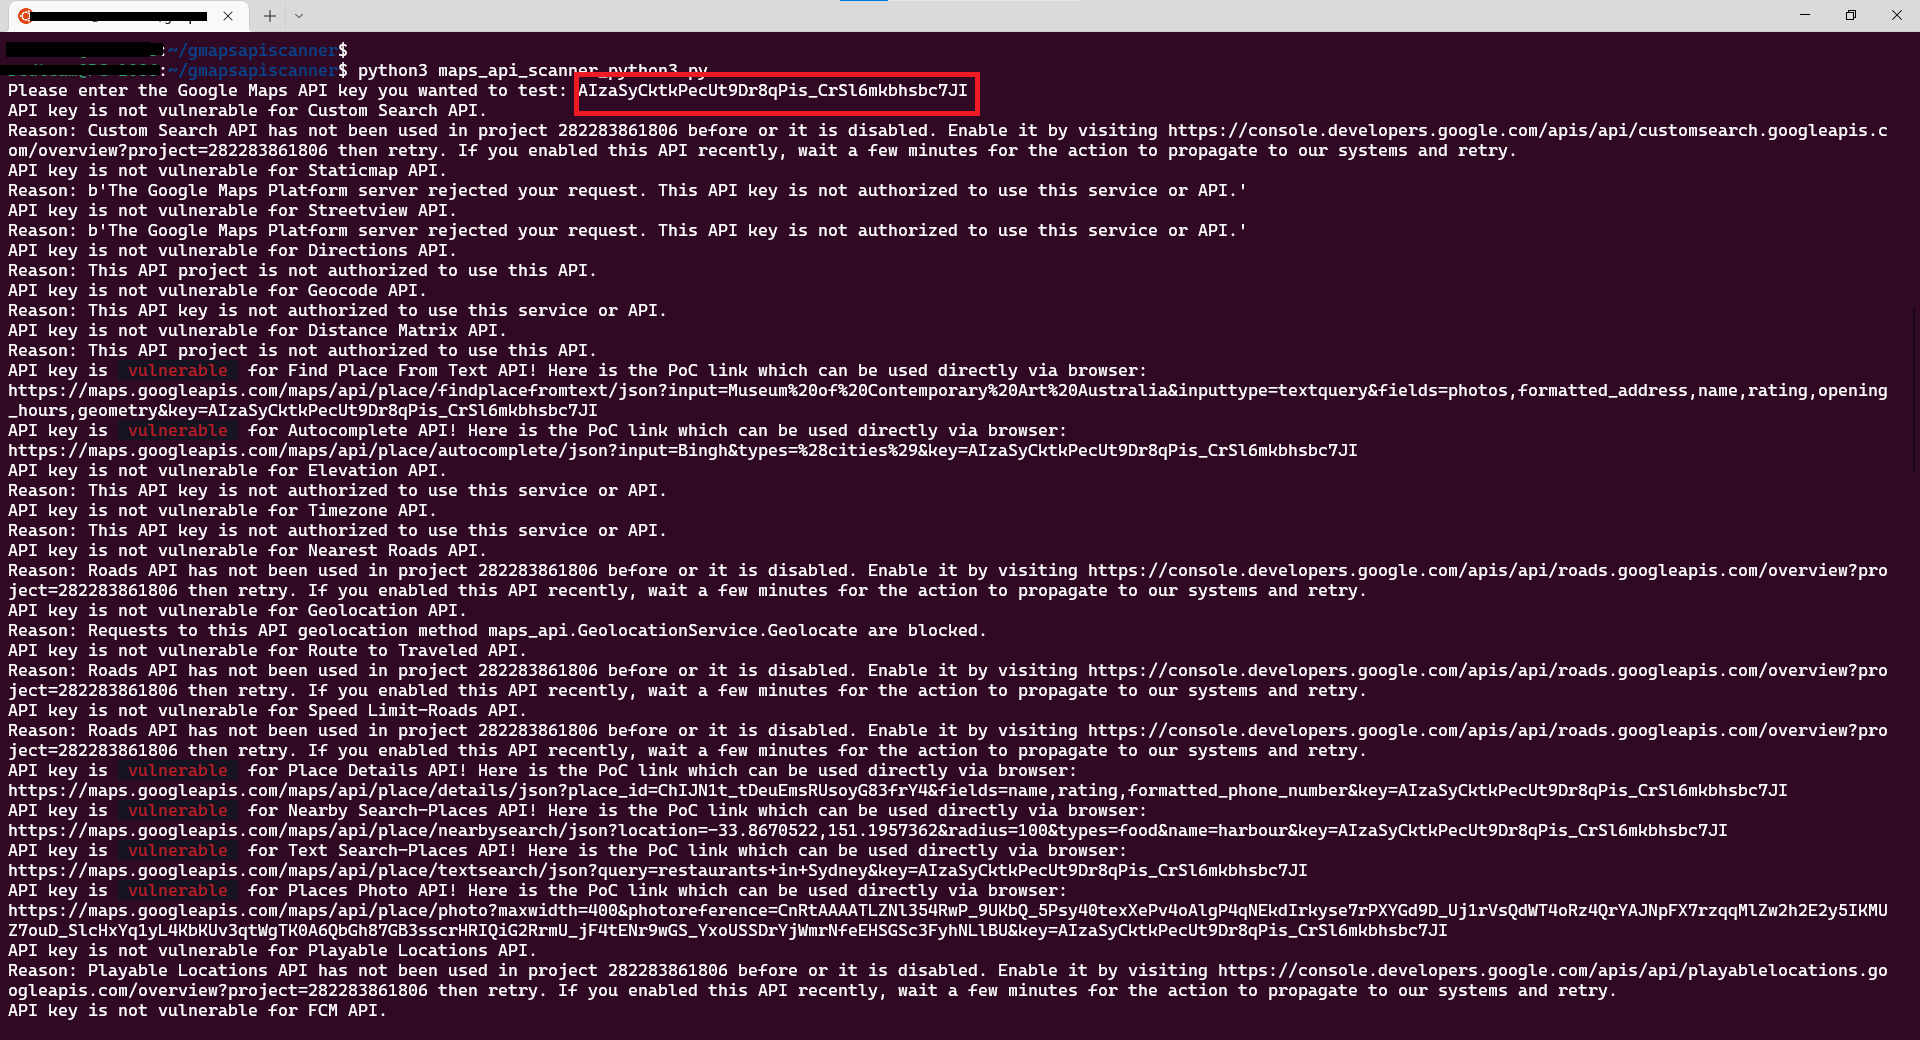 :~/gmapsapiscanner$
:~/gmapsapiscanner$ python3 maps_api_scanner_python3.py
Please enter the Google Maps API key you wanted to test: AIzaSyCktkPecUt9Dr8qPis_CrSl6mkbhsbc7JI
API key is not vulnerable for Custom Search API.
Reason: Custom Search API has not been used in project 282283861806 before or it is disabled. Enable it by visiting https://console.developers.google.com/apis/api/customsearch.googleapis.c
om/overview?project=282283861806 then retry. If you enabled this API recently, wait a few minutes for the action to propagate to our systems and retry.
API key is not vulnerable for Staticmap API.
Reason: b'The Google Maps Platform server rejected your request. This API key is not authorized to use this service or API.'
API key is not vulnerable for Streetview API.
Reason: b'The Google Maps Platform server rejected your request. This API key is not authorized to use this service or API.'
API key is not vulnerable for Directions API.
Reason: This API project is not authorized to use this API.
API key is not vulnerable for Geocode API.
Reason: This API key is not authorized to use this service or API.
API key is not vulnerable for Distance Matrix API.
Reason: This API project is not authorized to use this API.
API key is vulnerable for Find Place From Text API! Here is the PoC link which can be used directly via browser:
https://maps.googleapis.com/maps/api/place/findplacefromtext/json?input=Museum%20of%20Contemporary%20Art%20Australia&inputtype=textquery&fields=photos,formatted_address,name,rating,opening
_hours,geometry&key=AIzaSyCktkPecUt9Dr8qPis_CrSl6mkbhsbc7JI
API key is vulnerable for Autocomplete API! Here is the PoC link which can be used directly via browser:
https://maps.googleapis.com/maps/api/place/autocomplete/json?input=Bingh&types=%28cities%29&key=AIzaSyCktkPecUt9Dr8qPis_CrSl6mkbhsbc7JI
API key is not vulnerable for Elevation API.
Reason: This API key is not authorized to use this service or API.
API key is not vulnerable for Timezone API.
Reason: This API key is not authorized to use this service or API.
API key is not vulnerable for Nearest Roads API.
Reason: Roads API has not been used in project 282283861806 before or it is disabled. Enable it by visiting https://console.developers.google.com/apis/api/roads.googleapis.com/overview?pro
ject=282283861806 then retry. If you enabled this API recently, wait a few minutes for the action to propagate to our systems and retry.
API key is not vulnerable for Geolocation API.
Reason: Requests to this API geolocation method maps_api.GeolocationService.Geolocate are blocked.
API key is not vulnerable for Route to Traveled API.
Reason: Roads API has not been used in project 282283861806 before or it is disabled. Enable it by visiting https://console.developers.google.com/apis/api/roads.googleapis.com/overview?pro
ject=282283861806 then retry. If you enabled this API recently, wait a few minutes for the action to propagate to our systems and retry.
API key is not vulnerable for Speed Limit-Roads API.
Reason: Roads API has not been used in project 282283861806 before or it is disabled. Enable it by visiting https://console.developers.google.com/apis/api/roads.googleapis.com/overview?pro
ject=282283861806 then retry. If you enabled this API recently, wait a few minutes for the action to propagate to our systems and retry.
API key is vulnerable for Place Details API! Here is the PoC link which can be used directly via browser:
https://maps.googleapis.com/maps/api/place/details/json?place_id=ChIJN1t_tDeuEmsRUsoyG83frY4&fields=name,rating,formatted_phone_number&key=AIzaSyCktkPecUt9Dr8qPis_CrSl6mkbhsbc7JI
API key is vulnerable for Nearby Search-Places API! Here is the PoC link which can be used directly via browser:
https://maps.googleapis.com/maps/api/place/nearbysearch/json?location=-33.8670522,151.1957362&radius=100&types=food&name=harbour&key=AIzaSyCktkPecUt9Dr8qPis_CrSl6mkbhsbc7JI
API key is vulnerable for Text Search-Places API! Here is the PoC link which can be used directly via browser:
https://maps.googleapis.com/maps/api/place/textsearch/json?query=restaurants+in+Sydney&key=AIzaSyCktkPecUt9Dr8qPis_CrSl6mkbhsbc7JI
API key is vulnerable for Places Photo API! Here is the PoC link which can be used directly via browser:
https://maps.googleapis.com/maps/api/place/photo?maxwidth=400&photoreference=CnRtAAAATLZNl354RwP_9UKbQ_5Psy40texXePv4oAlgP4qNEkdIrkyse7rPXYGd9D_Uj1rVsQdWT4oRz4QrYAJNpFX7rzqqMlZw2h2E2y5IKMU
Z7ouD_SlcHxYq1yL4KbKUv3qtWgTK0A6QbGh87GB3sscrHRIQiG2RrmU_jF4tENr9wGS_YxoUSSDrYjWmrNfeEHSGSc3FyhNLlBU&key=AIzaSyCktkPecUt9Dr8qPis_CrSl6mkbhsbc7JI
API key is not vulnerable for Playable Locations API.
Reason: Playable Locations API has not been used in project 282283861806 before or it is disabled. Enable it by visiting https://console.developers.google.com/apis/api/playablelocations.go
ogleapis.com/overview?project=282283861806 then retry. If you enabled this API recently, wait a few minutes for the action to propagate to our systems and retry.
API key is not vulnerable for FCM API.